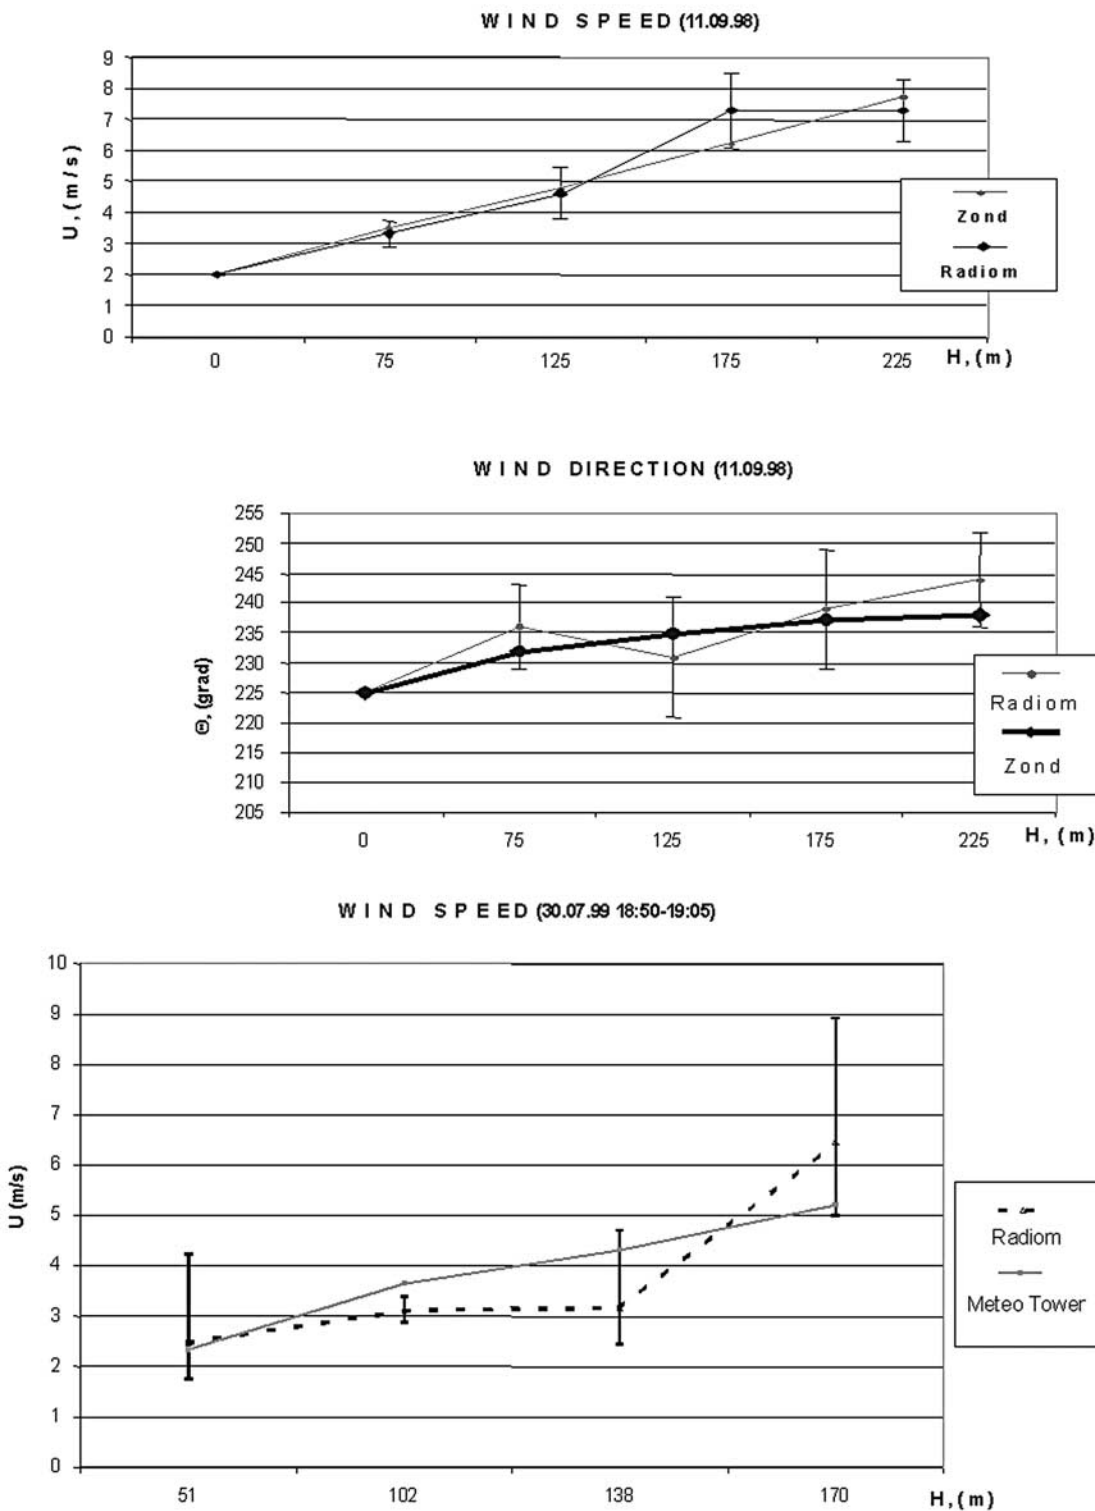 WIND SPEED (11.09.98)
9
8
7
6
5
4
3
2
1
0
U, (m/s)
Zond
Radiom
0 75 125 175 225 H, (m)
WIND DIRECTION (11.09.98)
255
250
245
240
235
230
225
220
215
210
205
Θ, (grad)
Radiom
Zond
0 75 125 175 225 H, (m)
WIND SPEED (30.07.99 18:50-19:05)
10
9
8
7
6
5
4
3
2
1
0
U (m/s)
Radiom
Meteo Tower
51 102 138 170 H, (m)